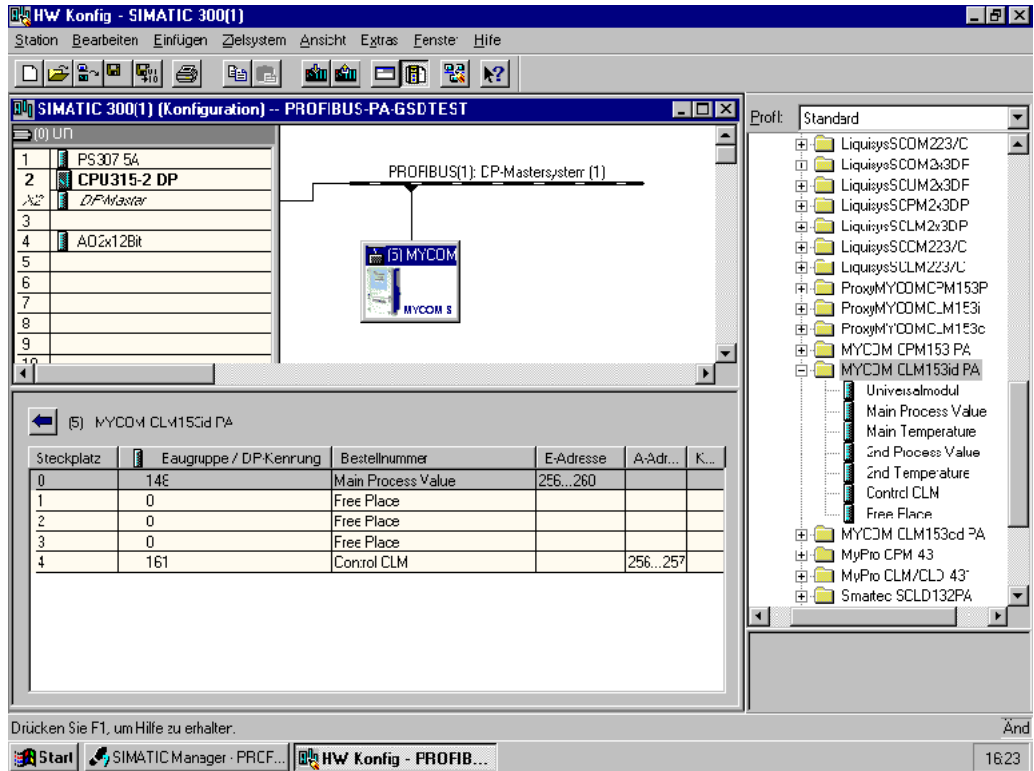 HW Konfig - SIMATIC 300(1)
Station Bearbeiten Einfügen Zielsystem Ansicht Extras Fenster Hilfe
SIMATIC 300(1) (Konfiguration) -- PROFIBUS-PA-GSDTEST
(0) UR
1 PS307 5A
2 CPU315-2 DP
X2 DP-Master
3
4 AO2x12Bit
5
6
7
8
9
10
PROFIBUS(1): DP-Mastersystem (1)
(5) MYCOM
MYCOM S
(5) MYCOM CLM153id PA
Steckplatz Baugruppe / DP-Kennung Bestellnummer E-Adresse A-Adr... K...
0 148 Main Process Value 256...260
1 0 Free Place
2 0 Free Place
3 0 Free Place
4 161 Control CLM 256...257
Profil: Standard
LiquisysSCOM223/C
LiquisysSCOM2x3DP
LiquisysSCUM2x3DP
LiquisysSCPM2x3DP
LiquisysSCLM2x3DP
LiquisysSCCM223/C
LiquisysSCLM223/C
ProxyMYCOMCPM153P
ProxyMYCOMCLM153i
ProxyMYCOMCLM153c
MYCOM CPM153 PA
MYCOM CLM153id PA
Universalmodul
Main Process Value
Main Temperature
2nd Process Value
2nd Temperature
Control CLM
Free Place
MYCOM CLM153cd PA
MyPro CPM 43
MyPro CLM/CLD 431
Smartec SCLD132PA
Drücken Sie F1, um Hilfe zu erhalten. Änd
Start SIMATIC Manager - PROF... HW Konfig - PROFIB... 16:23